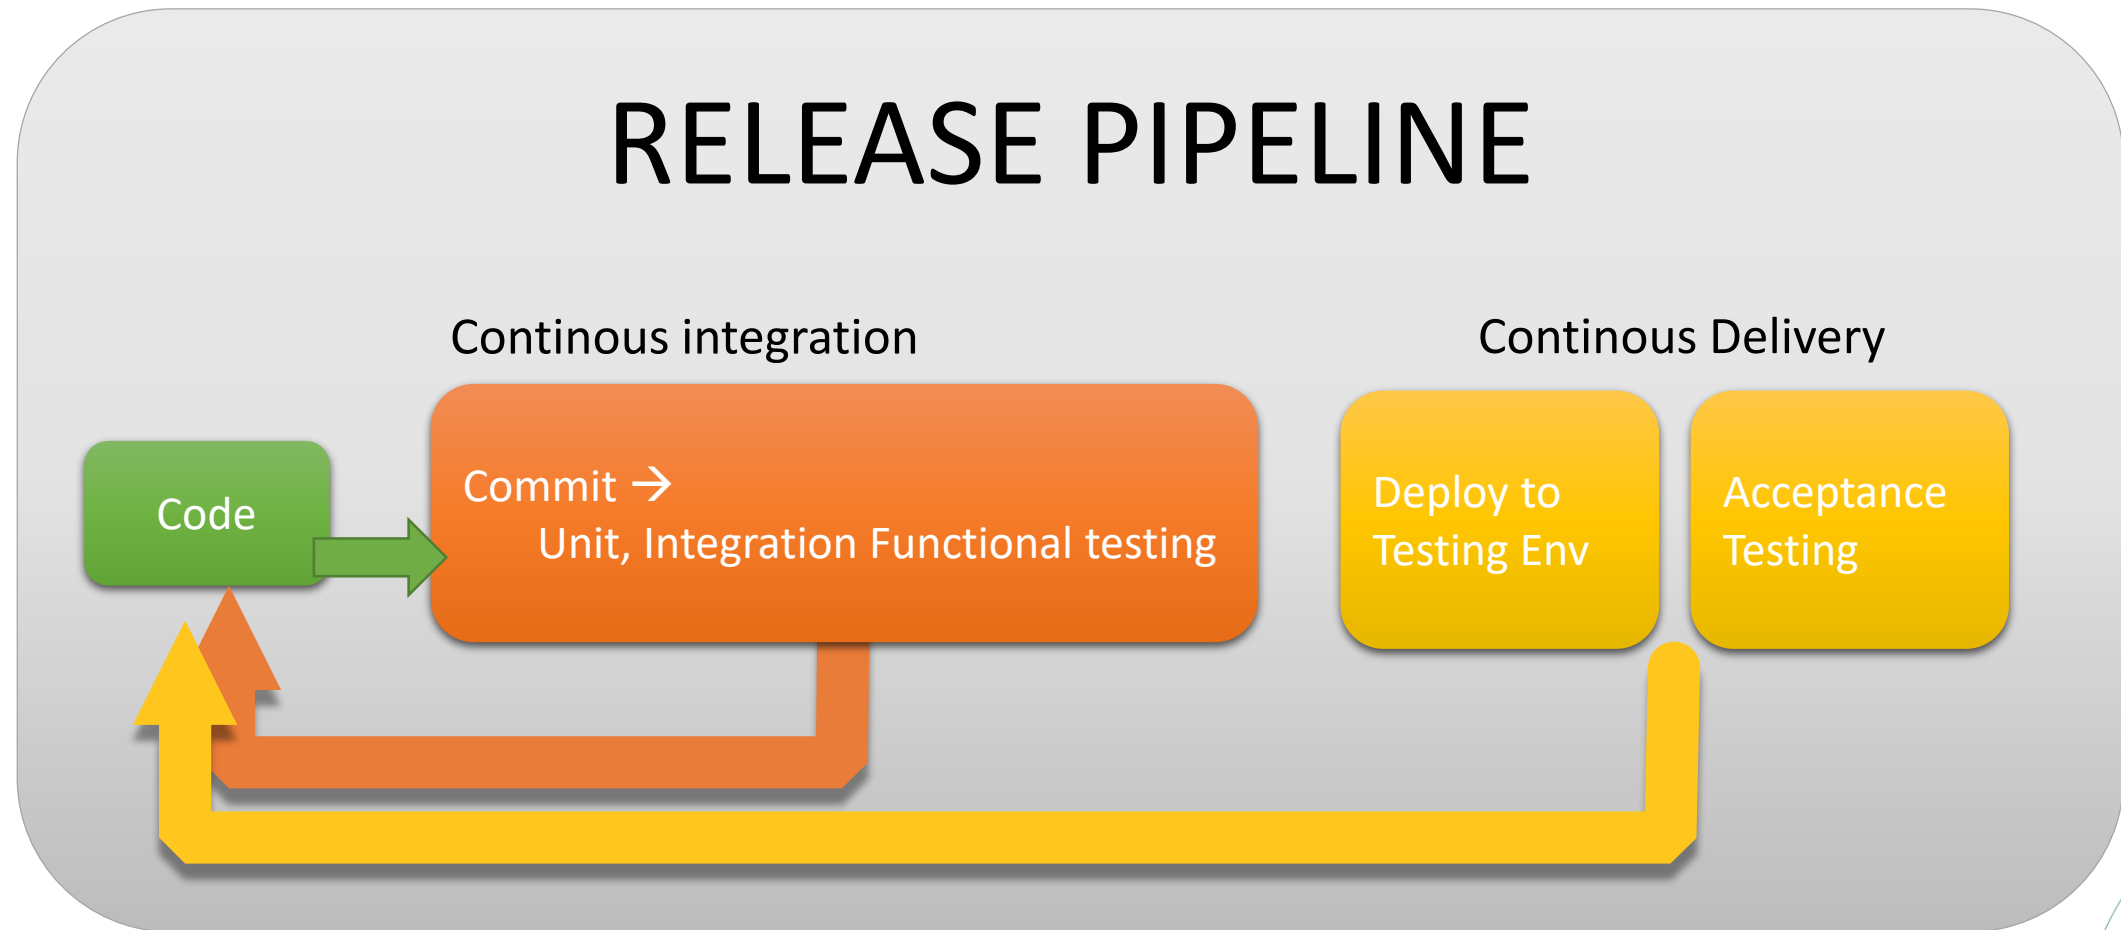 RELEASE PIPELINE
Continous integration
Continous Delivery
Code
Commit →
Unit, Integration Functional testing
Deploy to
Testing Env
Acceptance
Testing